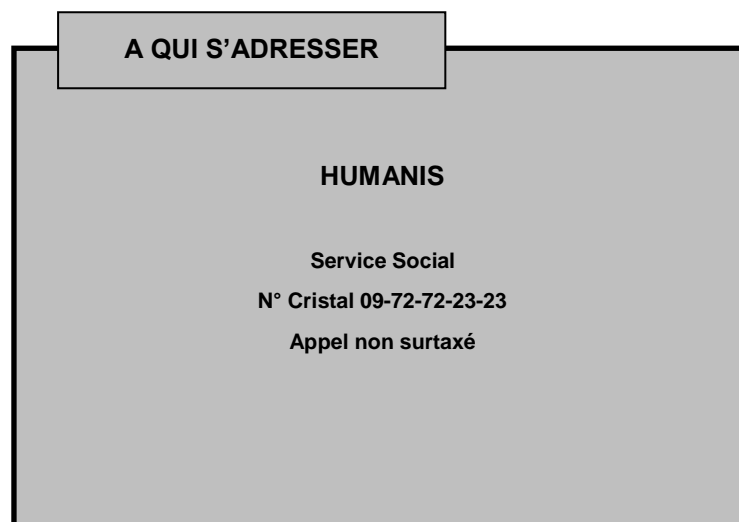 A QUI S’ADRESSER
HUMANIS
Service Social
N° Cristal 09-72-72-23-23
Appel non surtaxé